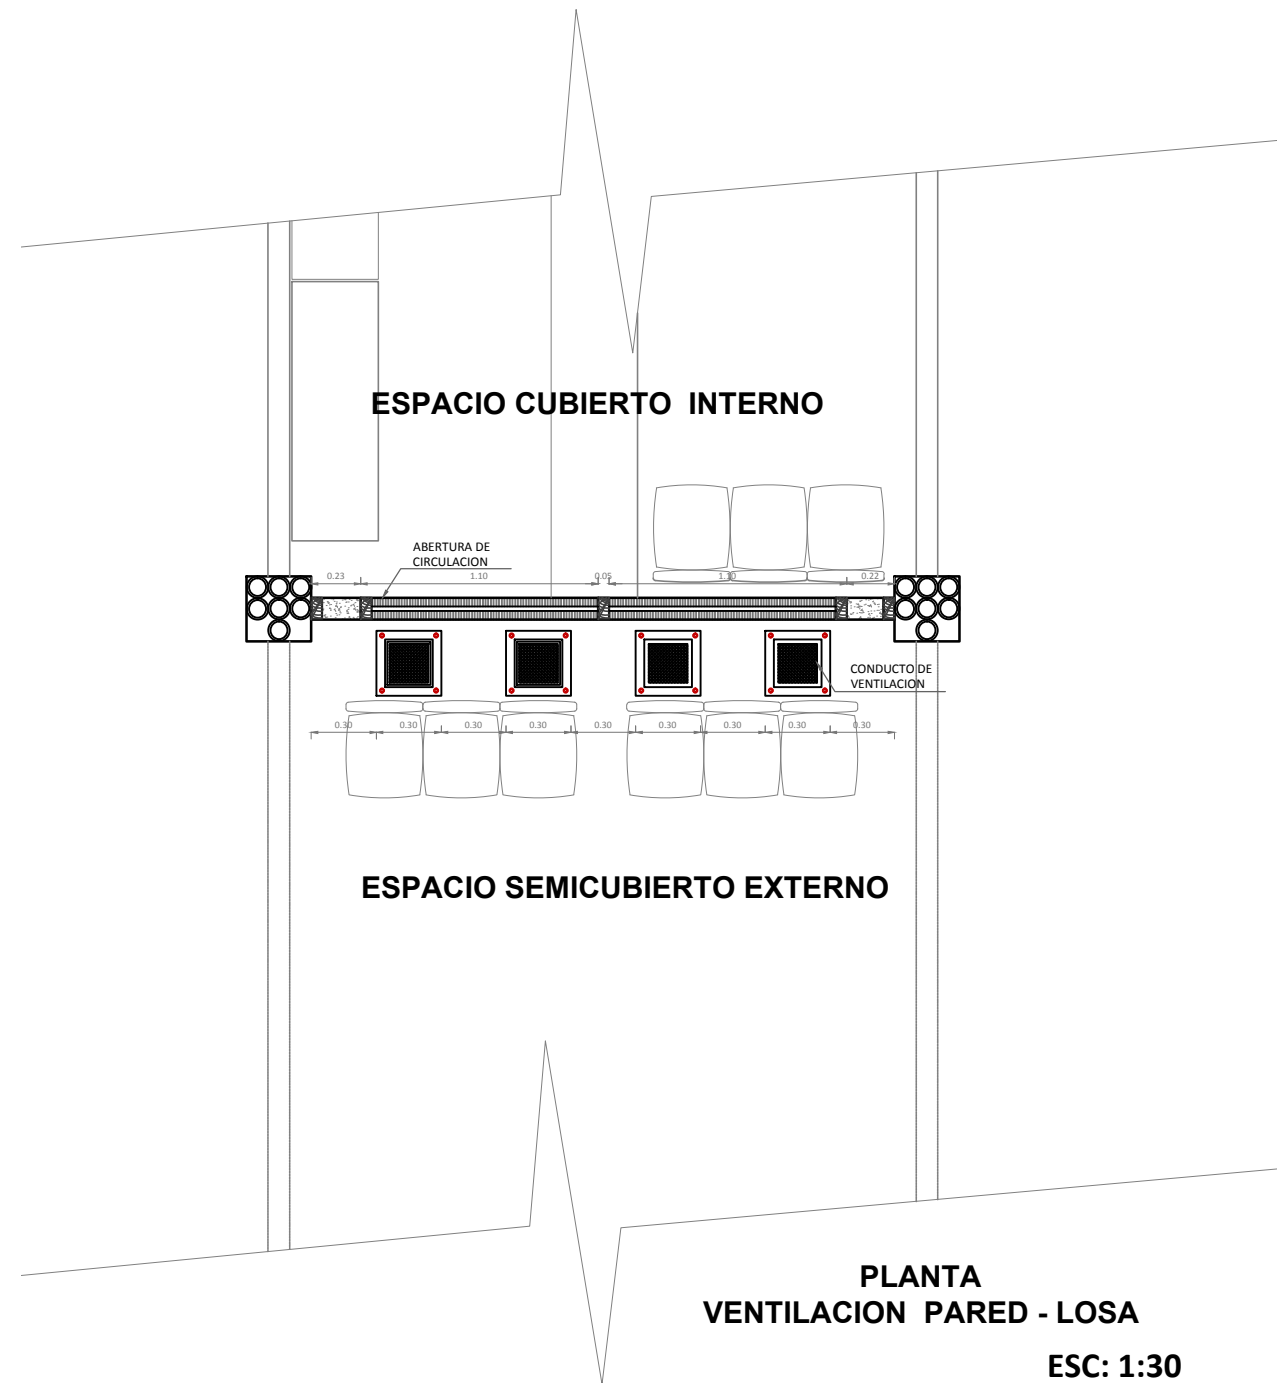 ESPACIO CUBIERTO INTERNO
ABERTURA DE
CIRCULACION
0.23 1.10 0.05 1.10 0.22
CONDUCTO DE
VENTILACION
0.30 0.30 0.30 0.30 0.30 0.30 0.30 0.30 0.30
ESPACIO SEMICUBIERTO EXTERNO
PLANTA
VENTILACION PARED - LOSA
ESC: 1:30